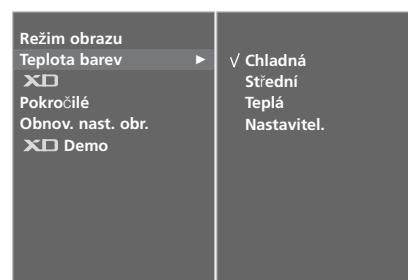 Režim obrazu
Teplota barev ►
XD
Pokročilé
Obnov. nast. obr.
XD Demo
√ Chladná
Střední
Teplá
Nastavitel.